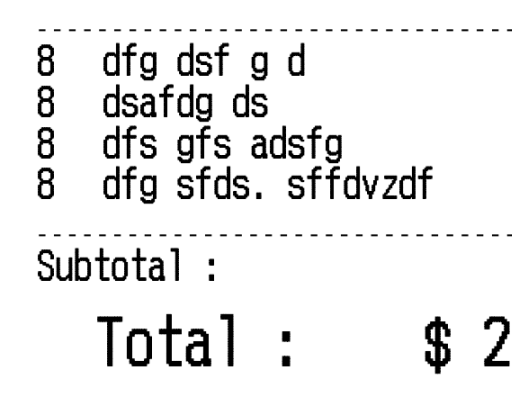 --------------------------------
8  dfg dsf g d
8  dsafdg ds
8  dfs gfs adsfg
8  dfg sfds. sffdvzdf
--------------------------------
Subtotal :
Total :    $ 2